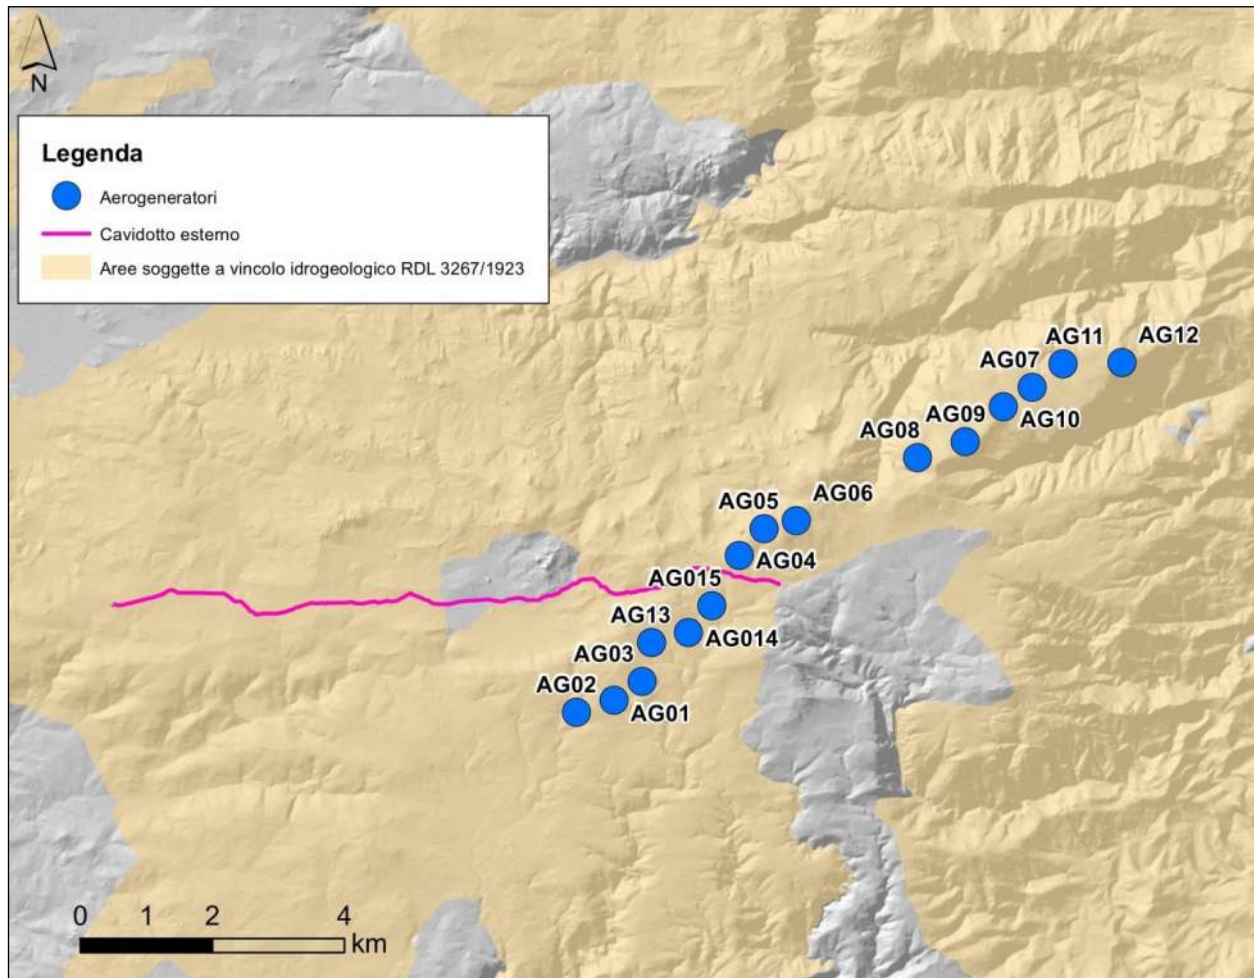 N
Legenda
Aerogeneratori
Cavidotto esterno
Aree soggette a vincolo idrogeologico RDL 3267/1923
AG11
AG12
AG07
AG09
AG10
AG08
AG05
AG06
AG04
AG015
AG13
AG014
AG03
AG02
AG01
0 1 2 4
km